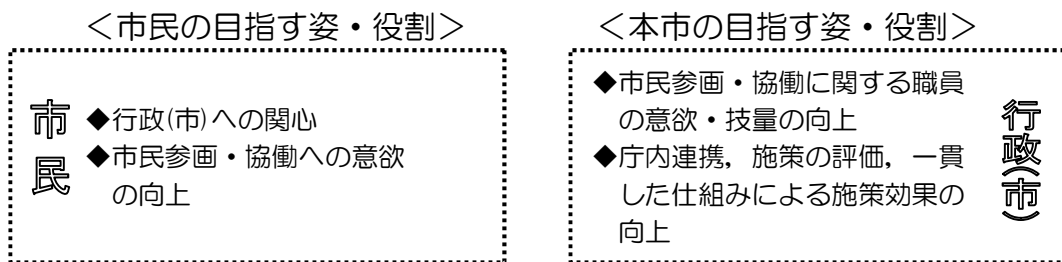 ＜市民の目指す姿・役割＞
市民
◆行政(市)への関心
◆市民参画・協働への意欲
の向上
＜本市の目指す姿・役割＞
◆市民参画・協働に関する職員
の意欲・技量の向上
◆庁内連携，施策の評価，一貫
した仕組みによる施策効果の
向上
行政(市)